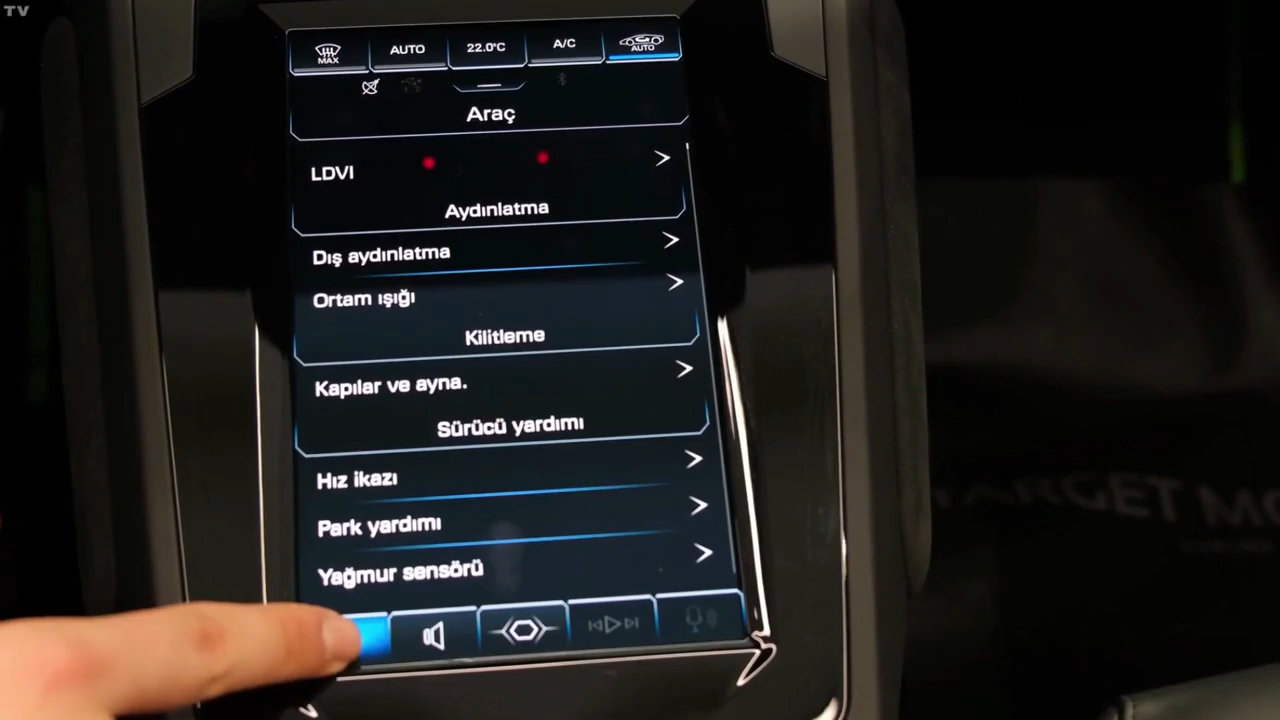 TV
MAX
AUTO
22.0°C
A/C
AUTO
Araç
LDVI
Aydınlatma
Dış aydınlatma
Ortam ışığı
Kilitleme
Kapılar ve ayna.
Sürücü yardımı
Hız ikazı
Park yardımı
Yağmur sensörü
TARGET